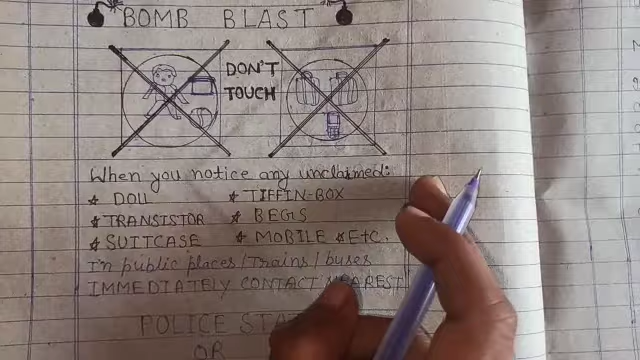 BOMB BLAST
DON'T
TOUCH
When you notice any unclaimed:
DOLL
TIFFIN-BOX
TRANSISTOR
BEGS
SUITCASE
MOBILE ETC.
In public places/Trains/buses
IMMEDIATELY CONTACT NEAREST
POLICE
OR